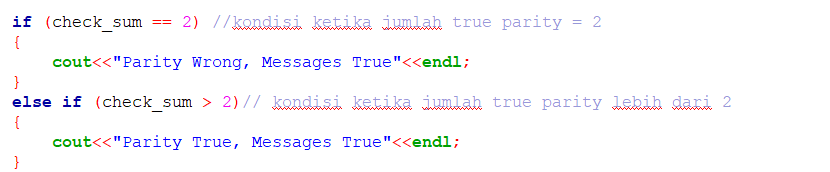 if (check_sum == 2) //kondisi ketika jumlah true parity = 2
{
    cout<<"Parity Wrong, Messages True"<<endl;
}
else if (check_sum > 2)// kondisi ketika jumlah true parity lebih dari 2
{
    cout<<"Parity True, Messages True"<<endl;
}